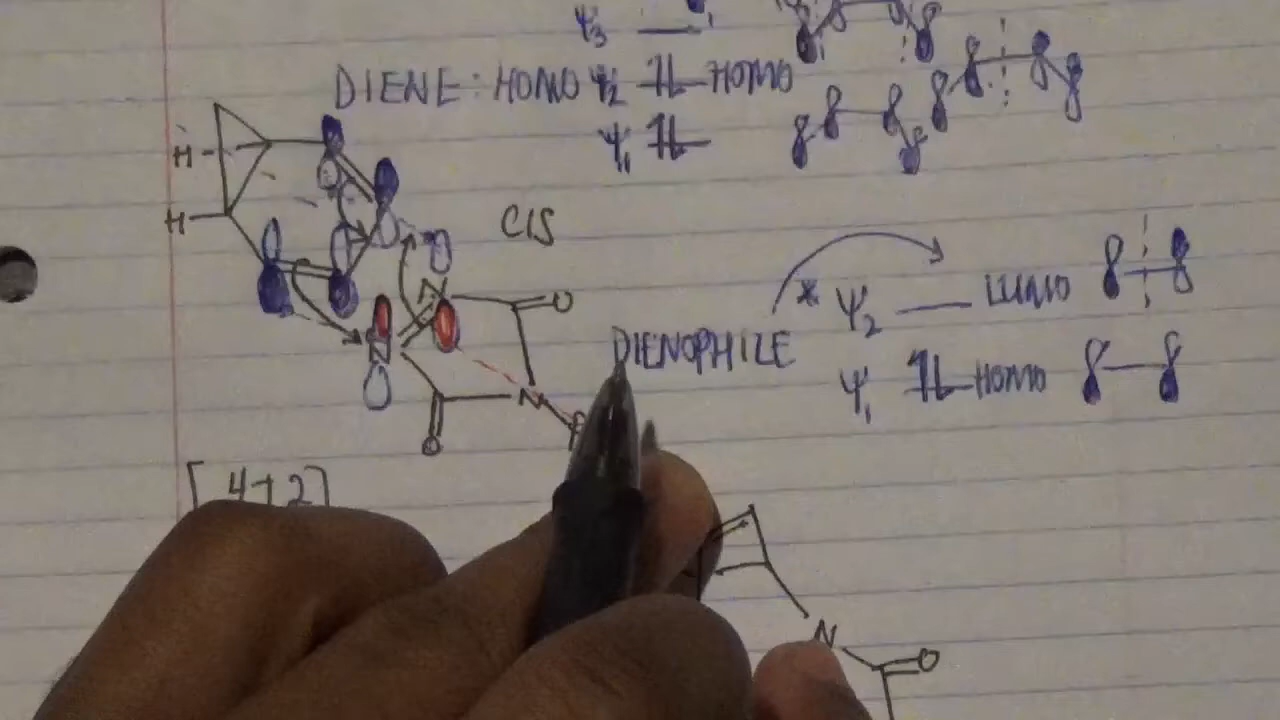 Ψ3
DIENE: HOMO Ψ2 HOMO
Ψ1
H
H
CIS
N
O
N
N
O
* Ψ2 LUMO
DIENOPHILE
Ψ1 HOMO
[4+2]
N
O